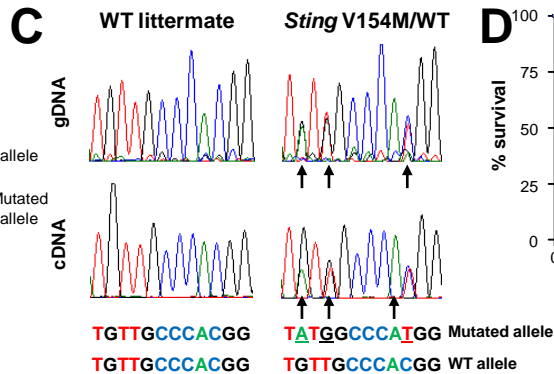 C
WT littermate
Sting V154M/WT
D
gDNA
allele
Mutated
allele
cDNA
TGTTGCCCACGG
TATGGCCCATGG
Mutated allele
TGTTGCCCACGG
TGTTGCCCACGG
WT allele
% survival
100
75
50
25
0
0